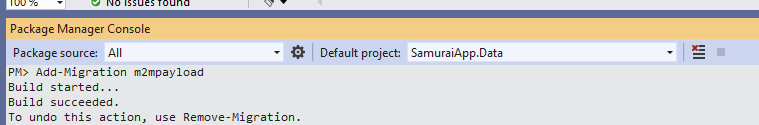 100 %
No issues found
Package Manager Console
Package source: All
Default project: SamuraiApp.Data
PM> Add-Migration m2mpayload
Build started...
Build succeeded.
To undo this action, use Remove-Migration.